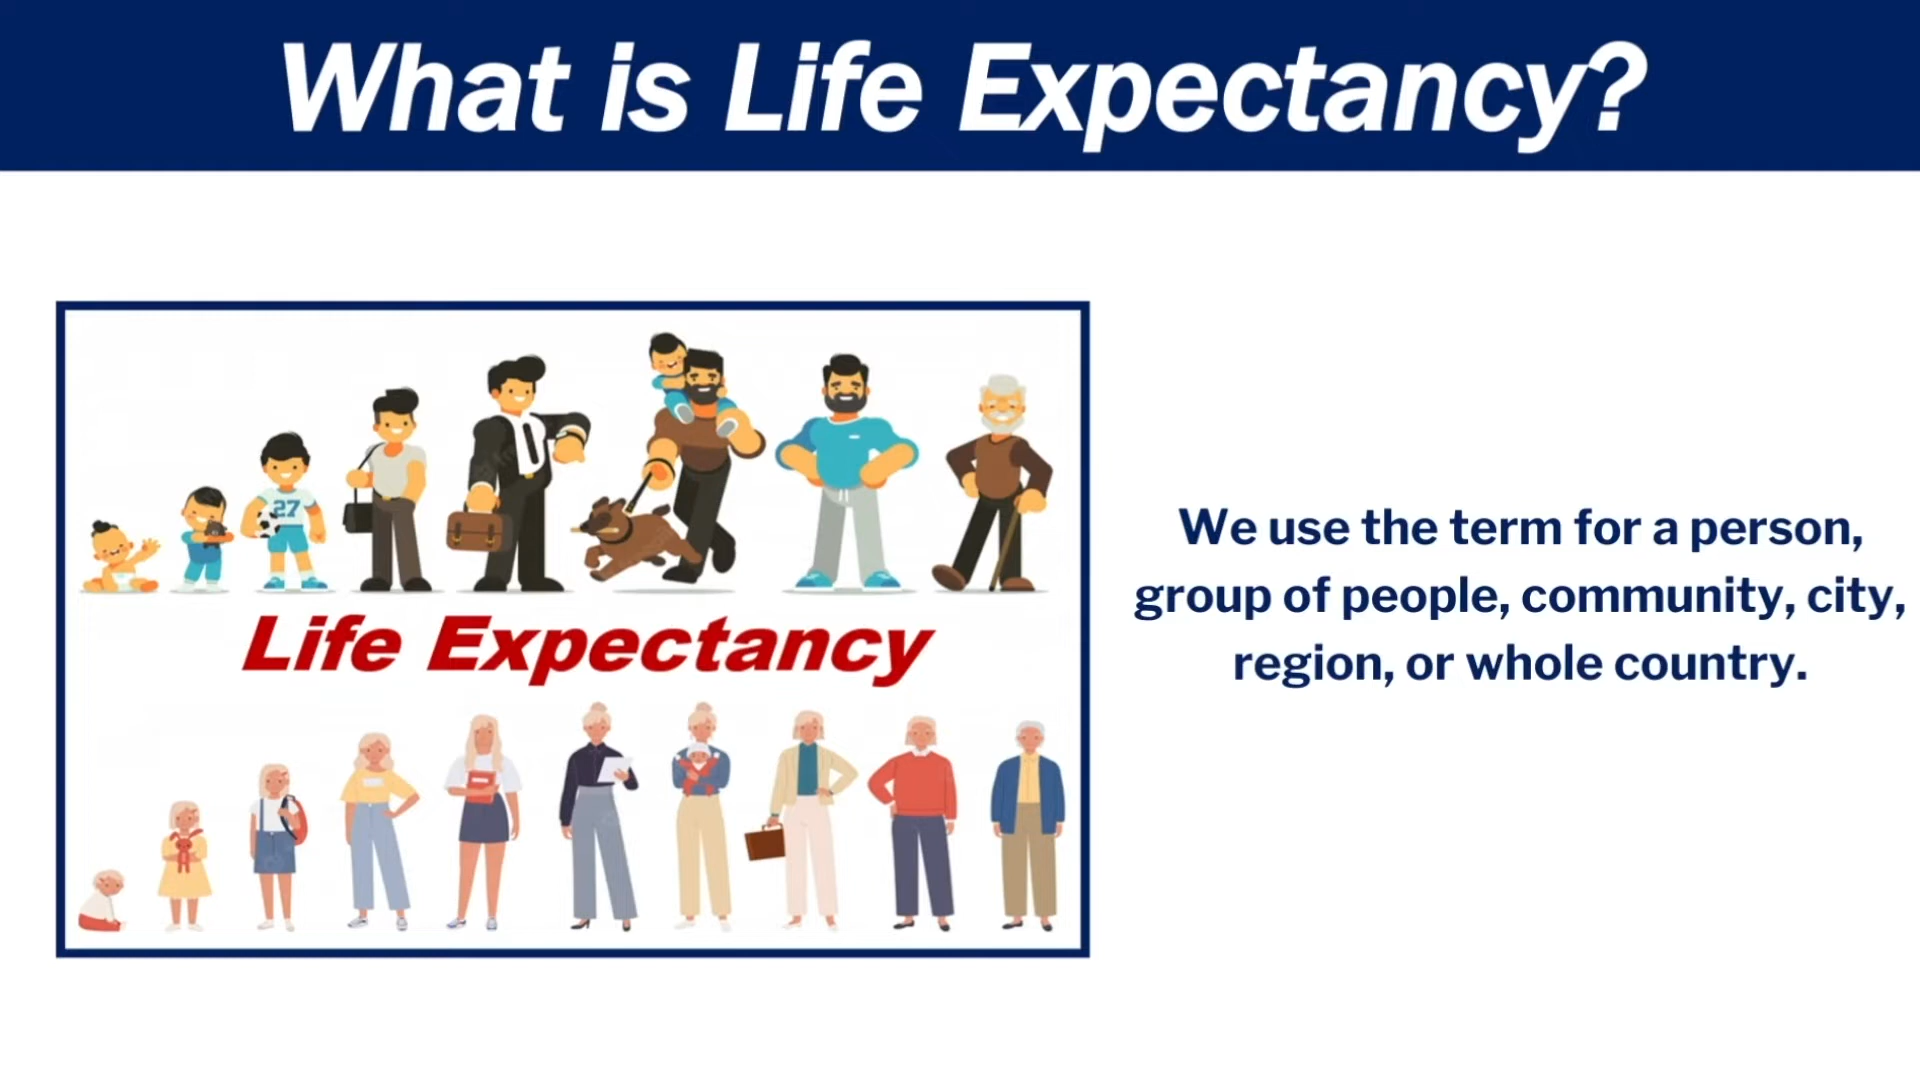 What is Life Expectancy?
27
Life Expectancy
We use the term for a person,
group of people, community, city,
region, or whole country.